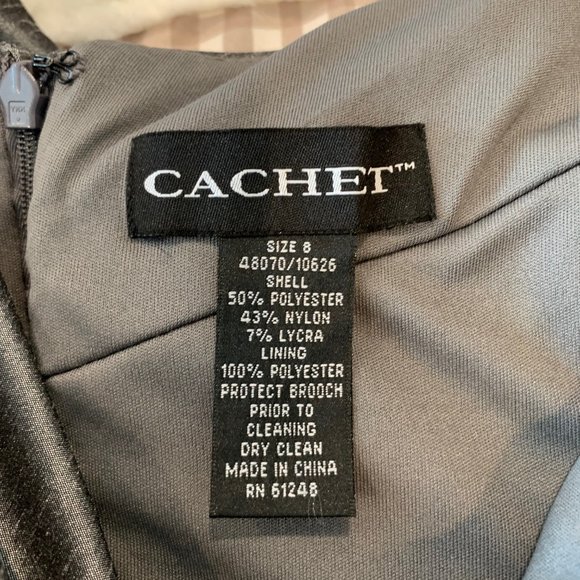 YKK
CACHET™
SIZE 8
48070/10626
SHELL
50% POLYESTER
43% NYLON
7% LYCRA
LINING
100% POLYESTER
PROTECT BROOCH
PRIOR TO
CLEANING
DRY CLEAN
MADE IN CHINA
RN 61248